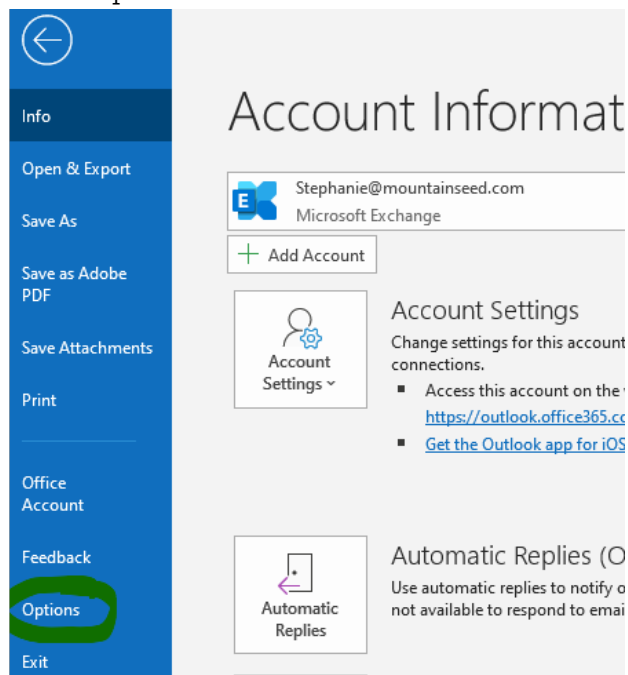 Info
Open & Export
Save As
Save as Adobe
PDF
Save Attachments
Print
Office
Account
Feedback
Options
Exit
Account Informat
E
Stephanie@mountainseed.com
Microsoft Exchange
Add Account
Account
Settings
Account Settings
Change settings for this account
connections.
Access this account on the
https://outlook.office365.co
Get the Outlook app for iOS
Automatic
Replies
Automatic Replies (O
Use automatic replies to notify o
not available to respond to emai